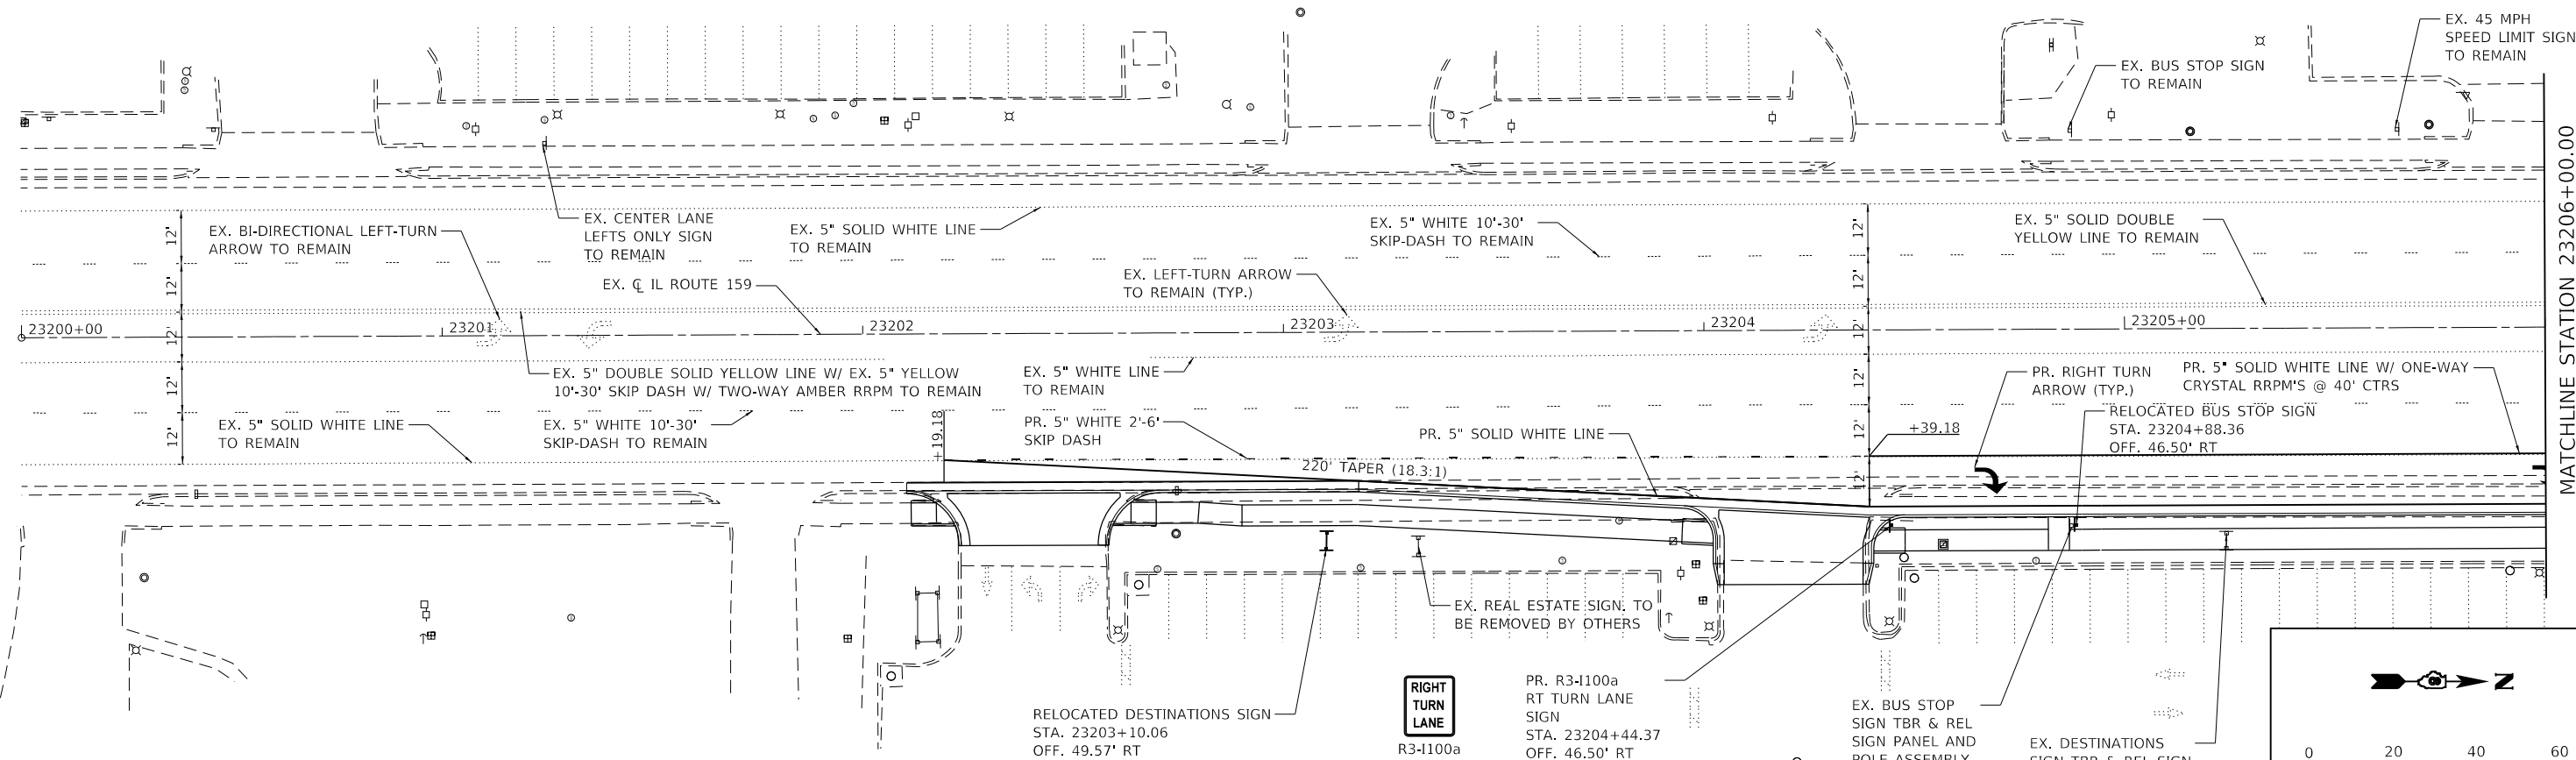 EX. 45 MPH
SPEED LIMIT SIGN
TO REMAIN
EX. BUS STOP SIGN
TO REMAIN
MATCHLINE STATION 23206+00.00
12'
12'
12'
12'
12'
EX. BI-DIRECTIONAL LEFT-TURN
ARROW TO REMAIN
EX. CENTER LANE
LEFTS ONLY SIGN
TO REMAIN
EX. 5" SOLID WHITE LINE
TO REMAIN
EX. 5" WHITE 10'-30'
SKIP-DASH TO REMAIN
EX. 5" SOLID DOUBLE
YELLOW LINE TO REMAIN
12'
12'
12'
12'
12'
12'
EX. ℄ IL ROUTE 159
EX. LEFT-TURN ARROW
TO REMAIN (TYP.)
23200+00
23201
23202
23203
23204
23205+00
EX. 5" DOUBLE SOLID YELLOW LINE W/ EX. 5" YELLOW
10'-30' SKIP DASH W/ TWO-WAY AMBER RRPM TO REMAIN
EX. 5" WHITE LINE
TO REMAIN
PR. RIGHT TURN
ARROW (TYP.)
PR. 5" SOLID WHITE LINE W/ ONE-WAY
CRYSTAL RRPM'S @ 40' CTRS
EX. 5" SOLID WHITE LINE
TO REMAIN
EX. 5" WHITE 10'-30'
SKIP-DASH TO REMAIN
+19.18
PR. 5" WHITE 2'-6'
SKIP DASH
PR. 5" SOLID WHITE LINE
+39.18
RELOCATED BUS STOP SIGN
STA. 23204+88.36
OFF. 46.50' RT
220' TAPER (18.3:1)
EX. REAL ESTATE SIGN. TO
BE REMOVED BY OTHERS
RELOCATED DESTINATIONS SIGN
STA. 23203+10.06
OFF. 49.57' RT
RIGHT
TURN
LANE
R3-I100a
PR. R3-I100a
RT TURN LANE
SIGN
STA. 23204+44.37
OFF. 46.50' RT
EX. BUS STOP
SIGN TBR & REL
SIGN PANEL AND
POLE ASSEMBLY
EX. DESTINATIONS
SIGN TBR & REL SIGN
N
0 20 40 60